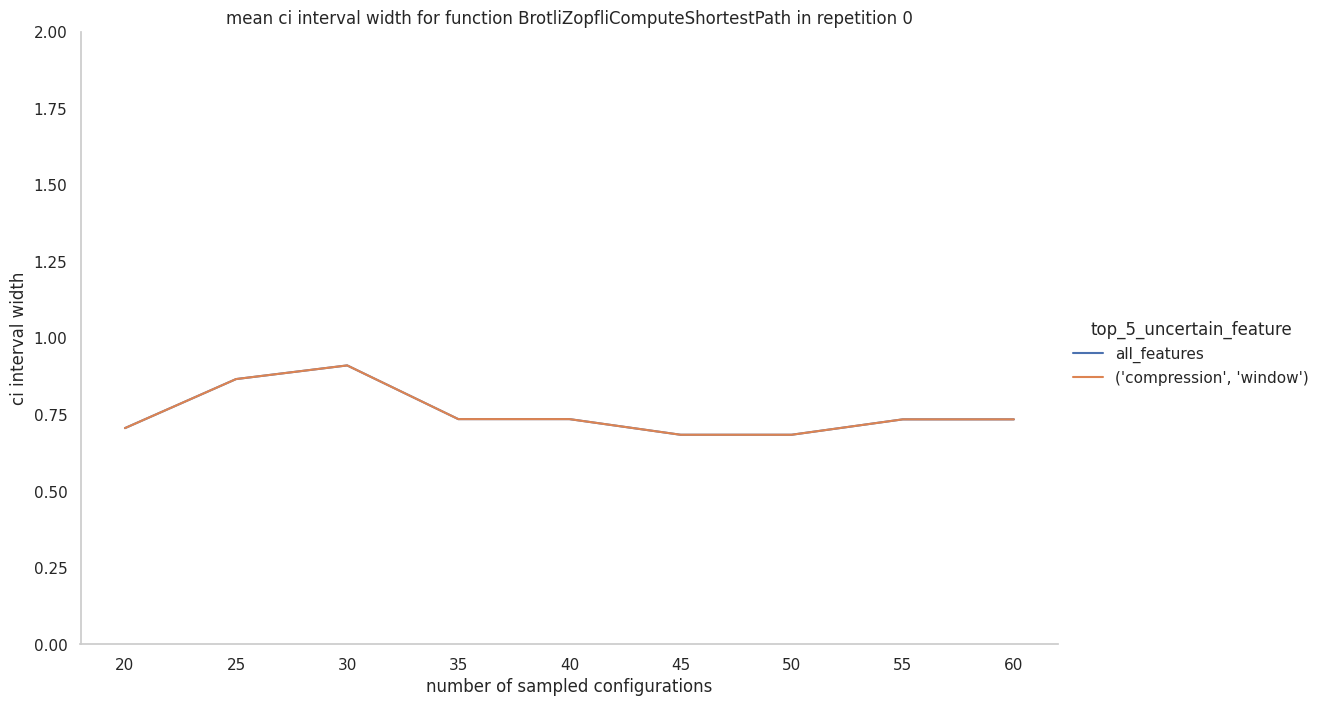 mean ci interval width for function BrotliZopfliComputeShortestPath in repetition 0
2.00
1.75
1.50
1.25
1.00
0.75
0.50
0.25
0.00
ci interval width
20 25 30 35 40 45 50 55 60
number of sampled configurations
top_5_uncertain_feature
all_features
('compression', 'window')